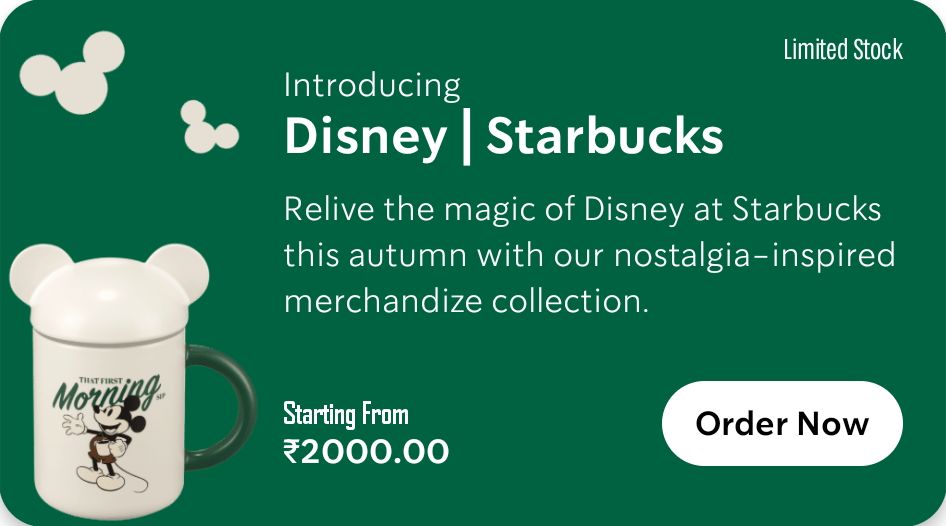 Limited Stock
Introducing
Disney | Starbucks
Relive the magic of Disney at Starbucks
this autumn with our nostalgia-inspired
merchandize collection.
THAT FIRST
Morning
SIP
Starting From
₹2000.00
Order Now